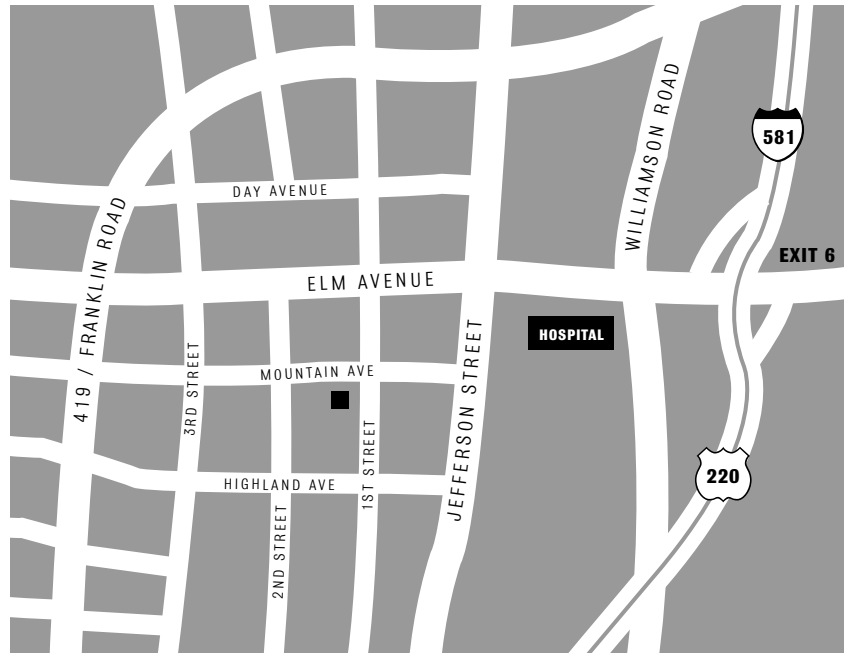 WILLIAMSON ROAD
581
DAY AVENUE
419 / FRANKLIN ROAD
EXIT 6
ELM AVENUE
HOSPITAL
3RD STREET
MOUNTAIN AVE
JEFFERSON STREET
1ST STREET
220
HIGHLAND AVE
2ND STREET